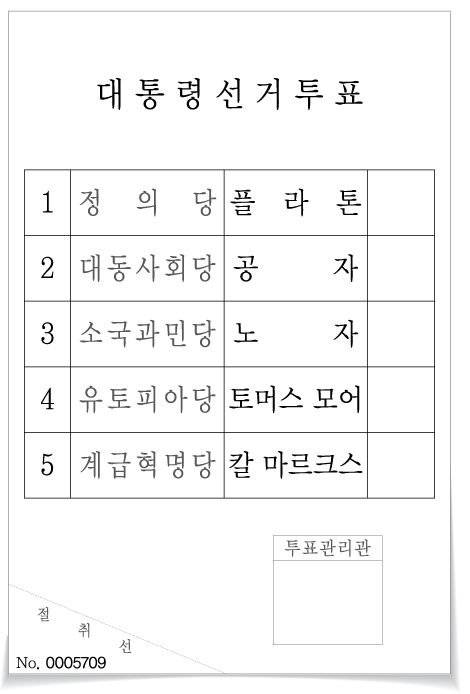 대통령선거투표
1 정의당 플라톤
2 대동사회당 공자
3 소국과민당 노자
4 유토피아당 토머스 모어
5 계급혁명당 칼 마르크스
투표관리관
절취선
No. 0005709